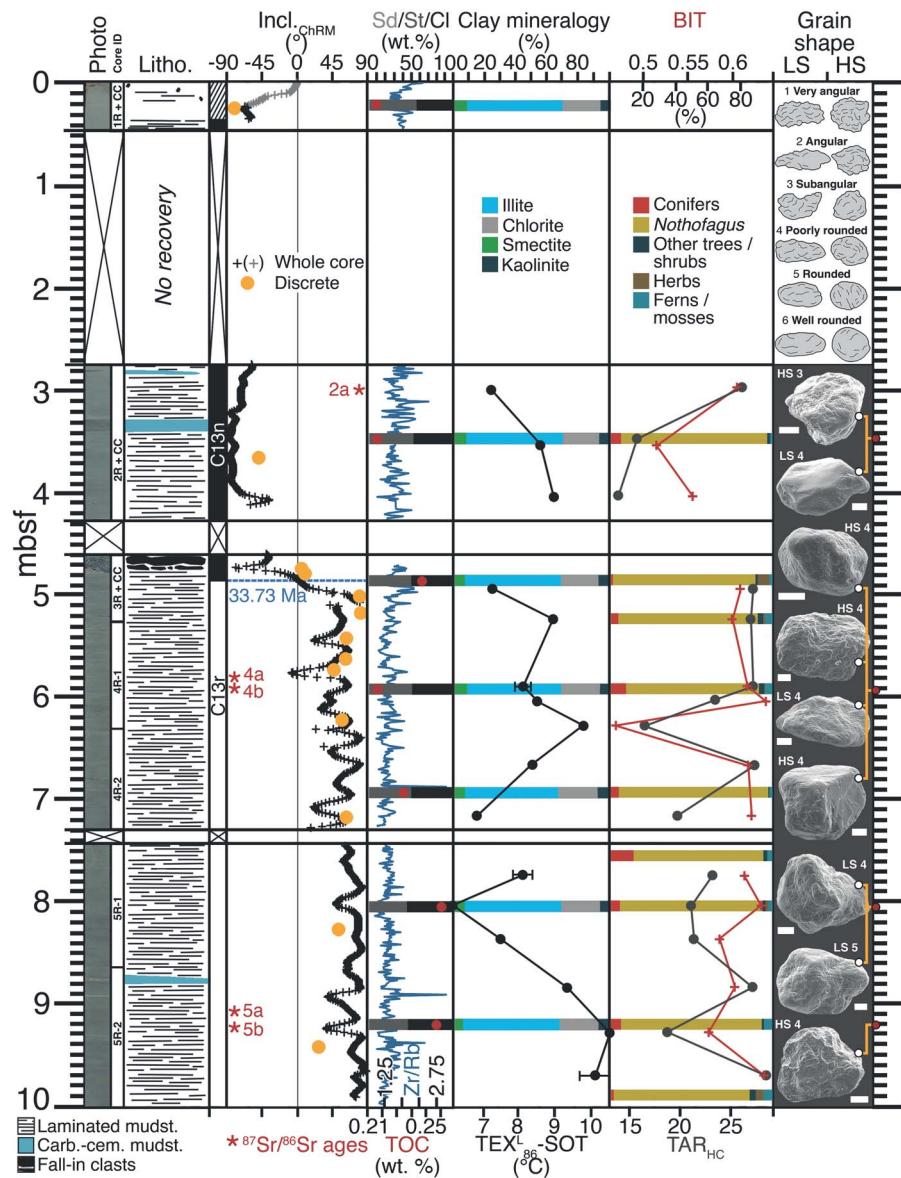 Photo
Core ID
Litho.
Incl.ChRM
(°)
-90 -45 0 90
Sd/St/Cl
(wt.%)
50 100
Clay mineralogy
(%)
20 40 60 80
BIT
0.5 0.55 0.6
20 40 60 80
(%)
Grain
shape
LS HS
mbsf
0
1
2
3
4
5
6
7
8
9
10
1R + CC
2R + CC
3R + CC
4R-1
4R-2
5R-1
5R-2
No recovery
C13n
C13r
+(+) Whole core
Discrete
Illite
Chlorite
Smectite
Kaolinite
Conifers
Nothofagus
Other trees /
shrubs
Herbs
Ferns /
mosses
1 Very angular
2 Angular
3 Subangular
4 Poorly rounded
5 Rounded
6 Well rounded
2a *
33.73 Ma
* 4a
* 4b
* 5a
* 5b
HS 3
LS 4
HS 4
HS 4
LS 4
HS 4
LS 4
LS 5
HS 4
1.25
Zr/Rb
2.75
0.21 0.25
TOC
(wt. %)
7 8 9 10
TEX L 86-SOT
(°C)
15 20 25
TARHC
Laminated mudst.
Carb.-cem. mudst.
Fall-in clasts
* 87Sr/86Sr ages